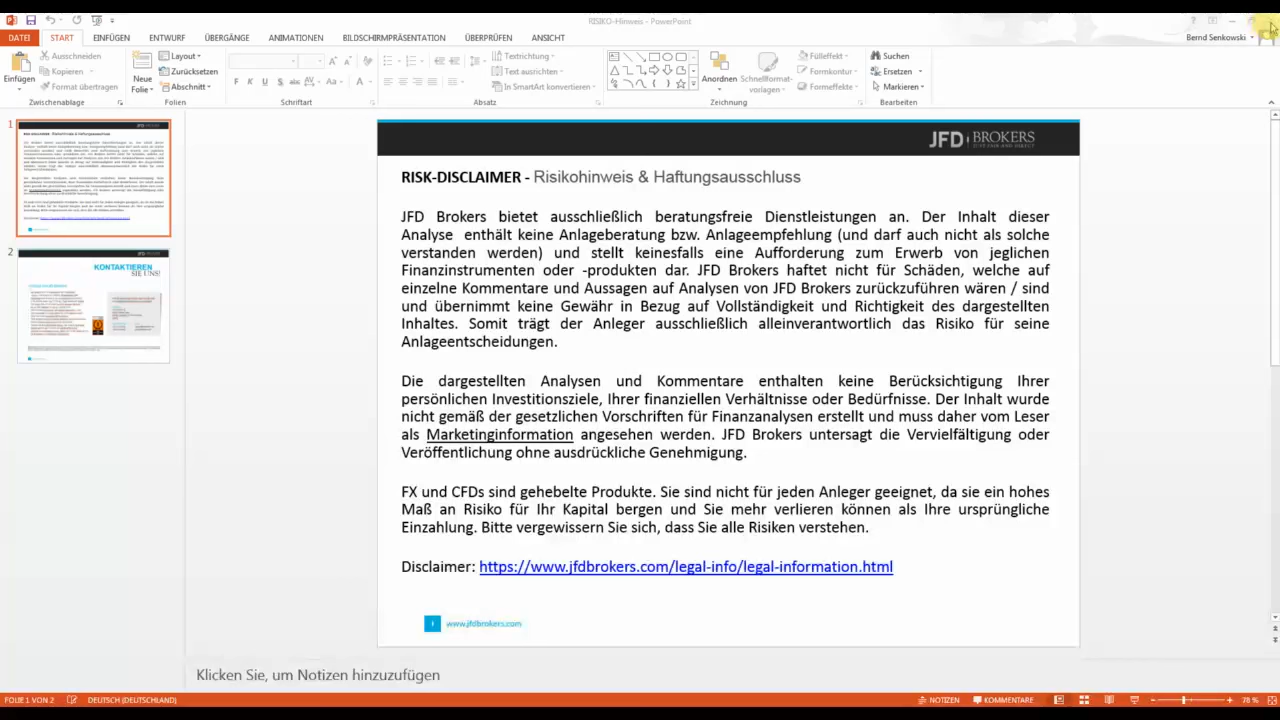 RISIKO-Hinweis - PowerPoint
DATEI START EINFÜGEN ENTWURF ÜBERGÄNGE ANIMATIONEN BILDSCHIRMPRÄSENTATION ÜBERPRÜFEN ANSICHT
Bernd Senkowski
Einfügen
Ausschneiden
Kopieren
Format übertragen
Zwischenablage
Neue
Folie
Layout
Zurücksetzen
Abschnitt
Folien
F K U S abc AV Aa A
Schriftart
Textrichtung
Text ausrichten
In SmartArt konvertieren
Absatz
Anordnen
Schnellformat-
vorlagen
Fülleffekt
Formkontur
Formeffekte
Zeichnung
Suchen
Ersetzen
Markieren
Bearbeiten
1
JFD BROKERS
2
KONTAKTIEREN
SIE UNS!
JFD BROKERS
JUST FAIR AND DIRECT
RISK-DISCLAIMER - Risikohinweis & Haftungsausschluss
JFD Brokers bietet ausschließlich beratungsfreie Dienstleistungen an. Der Inhalt dieser
Analyse enthält keine Anlageberatung bzw. Anlageempfehlung (und darf auch nicht als solche
verstanden werden) und stellt keinesfalls eine Aufforderung zum Erwerb von jeglichen
Finanzinstrumenten oder -produkten dar. JFD Brokers haftet nicht für Schäden, welche auf
einzelne Kommentare und Aussagen auf Analysen von JFD Brokers zurückzuführen wären / sind
und übernimmt keine Gewähr in Bezug auf Vollständigkeit und Richtigkeit des dargestellten
Inhaltes. Somit trägt der Anleger ausschließlich alleinverantwortlich das Risiko für seine
Anlageentscheidungen.
Die dargestellten Analysen und Kommentare enthalten keine Berücksichtigung Ihrer
persönlichen Investitionsziele, Ihrer finanziellen Verhältnisse oder Bedürfnisse. Der Inhalt wurde
nicht gemäß der gesetzlichen Vorschriften für Finanzanalysen erstellt und muss daher vom Leser
als Marketinginformation angesehen werden. JFD Brokers untersagt die Vervielfältigung oder
Veröffentlichung ohne ausdrückliche Genehmigung.
FX und CFDs sind gehebelte Produkte. Sie sind nicht für jeden Anleger geeignet, da sie ein hohes
Maß an Risiko für Ihr Kapital bergen und Sie mehr verlieren können als Ihre ursprüngliche
Einzahlung. Bitte vergewissern Sie sich, dass Sie alle Risiken verstehen.
Disclaimer: https://www.jfdbrokers.com/legal-info/legal-information.html
www.jfdbrokers.com
Klicken Sie, um Notizen hinzuzufügen
FOLIE 1 VON 2 DEUTSCH (DEUTSCHLAND) NOTIZEN KOMMENTARE 78 %